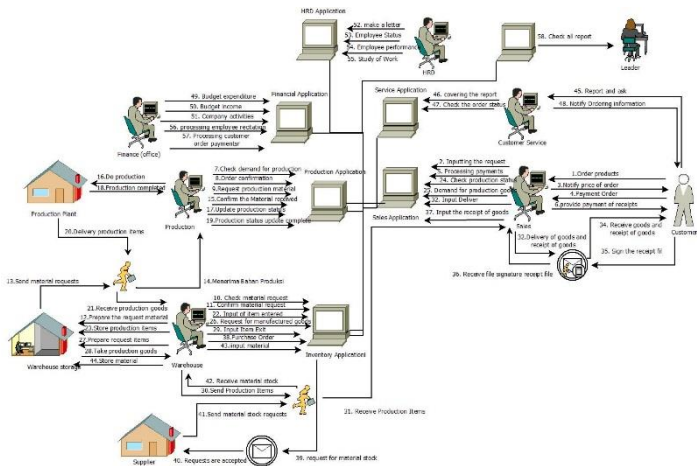 HRD Application
52. make a letter
53. Employee Status
54. Employee performance
55. Study of Work
HRD
58. Check all report
Leader
49. Budget expenditure
50. Budget income
51. Company activities
56. processing employee recitation
57. Processing customer
order paymentor
Finance (office)
Financial Application
Service Application
46. covering the report
47. Check the order status
Customer Service
45. Report and ask
48. Notify Ordering information
16.Do production
18.Production completed
Production Plant
20.Delivery production items
7.Check demand for production
8.Order confirmation
9.Request production material
15.Confirm the Material received
17.Update production status
19.Production status update complete
Production
Production Application
2. Inputting the request
5. Processing payments
24. Check production status
25. Demand for production goods
32. Input Deliver
37. Input the receipt of goods
Sales Application
Sales
1.Order products
3.Notify price of order
4.Payment Order
6.provide payment of receipts
Customer
32.Delivery of goods and
receipt of goods
34. Receive goods and
receipt of goods
35. Sign the receipt fil
36. Receive file signature receipt file
13.Send material requests
14.Menerima Bahan Produksi
21.Receive production goods
12.Prepare the request material
23.Store production items
27.Prepare request items
28.Take production goods
44.Store material
Warehouse storage
10. Check material request
11. Confirm material request
22. Input of item entered
26. Request for manufactured goods
29. Input Item Exit
38.Purchase Order
43.input material
Warehouse
Inventory Applicationi
42. Receive material stock
30.Send Production Items
31. Receive Production Items
41.Send material stock requests
Supplier
40. Requests are accepted
39. request for material stock